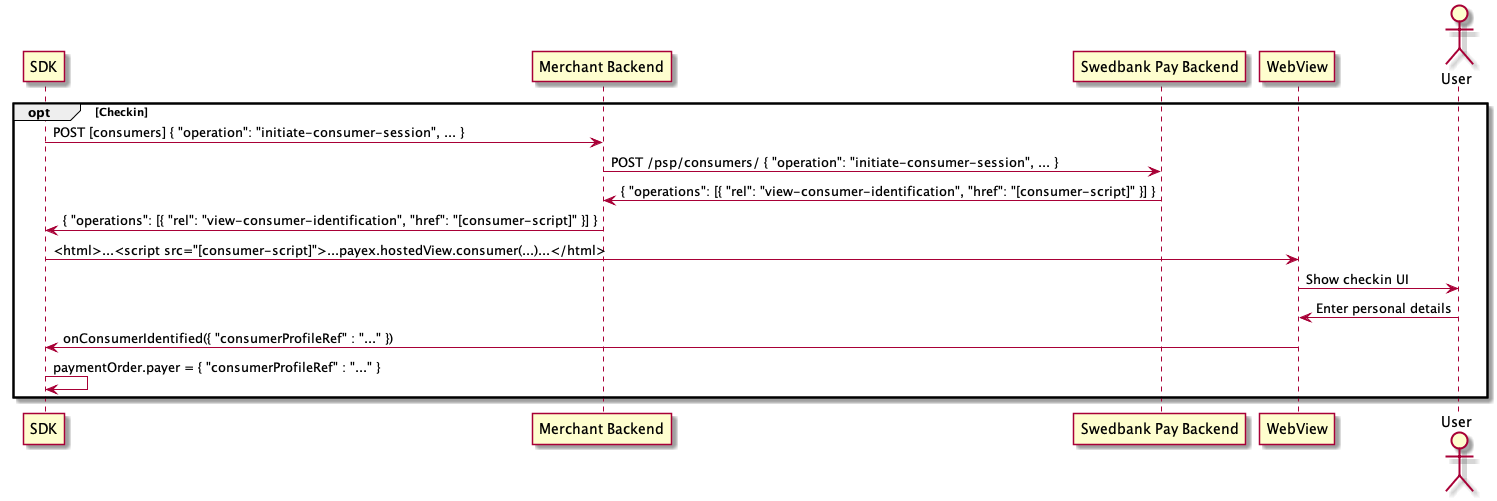 User
SDK
Merchant Backend
Swedbank Pay Backend
WebView
opt
[Checkin]
POST [consumers] { "operation": "initiate-consumer-session", ... }
POST /psp/consumers/ { "operation": "initiate-consumer-session", ... }
{ "operations": [{ "rel": "view-consumer-identification", "href": "[consumer-script]" }] }
{ "operations": [{ "rel": "view-consumer-identification", "href": "[consumer-script]" }] }
<html>...<script src="[consumer-script]">...payex.hostedView.consumer(...)...</html>
Show checkin UI
Enter personal details
onConsumerIdentified({ "consumerProfileRef" : "..." })
paymentOrder.payer = { "consumerProfileRef" : "..." }
SDK
Merchant Backend
Swedbank Pay Backend
WebView
User